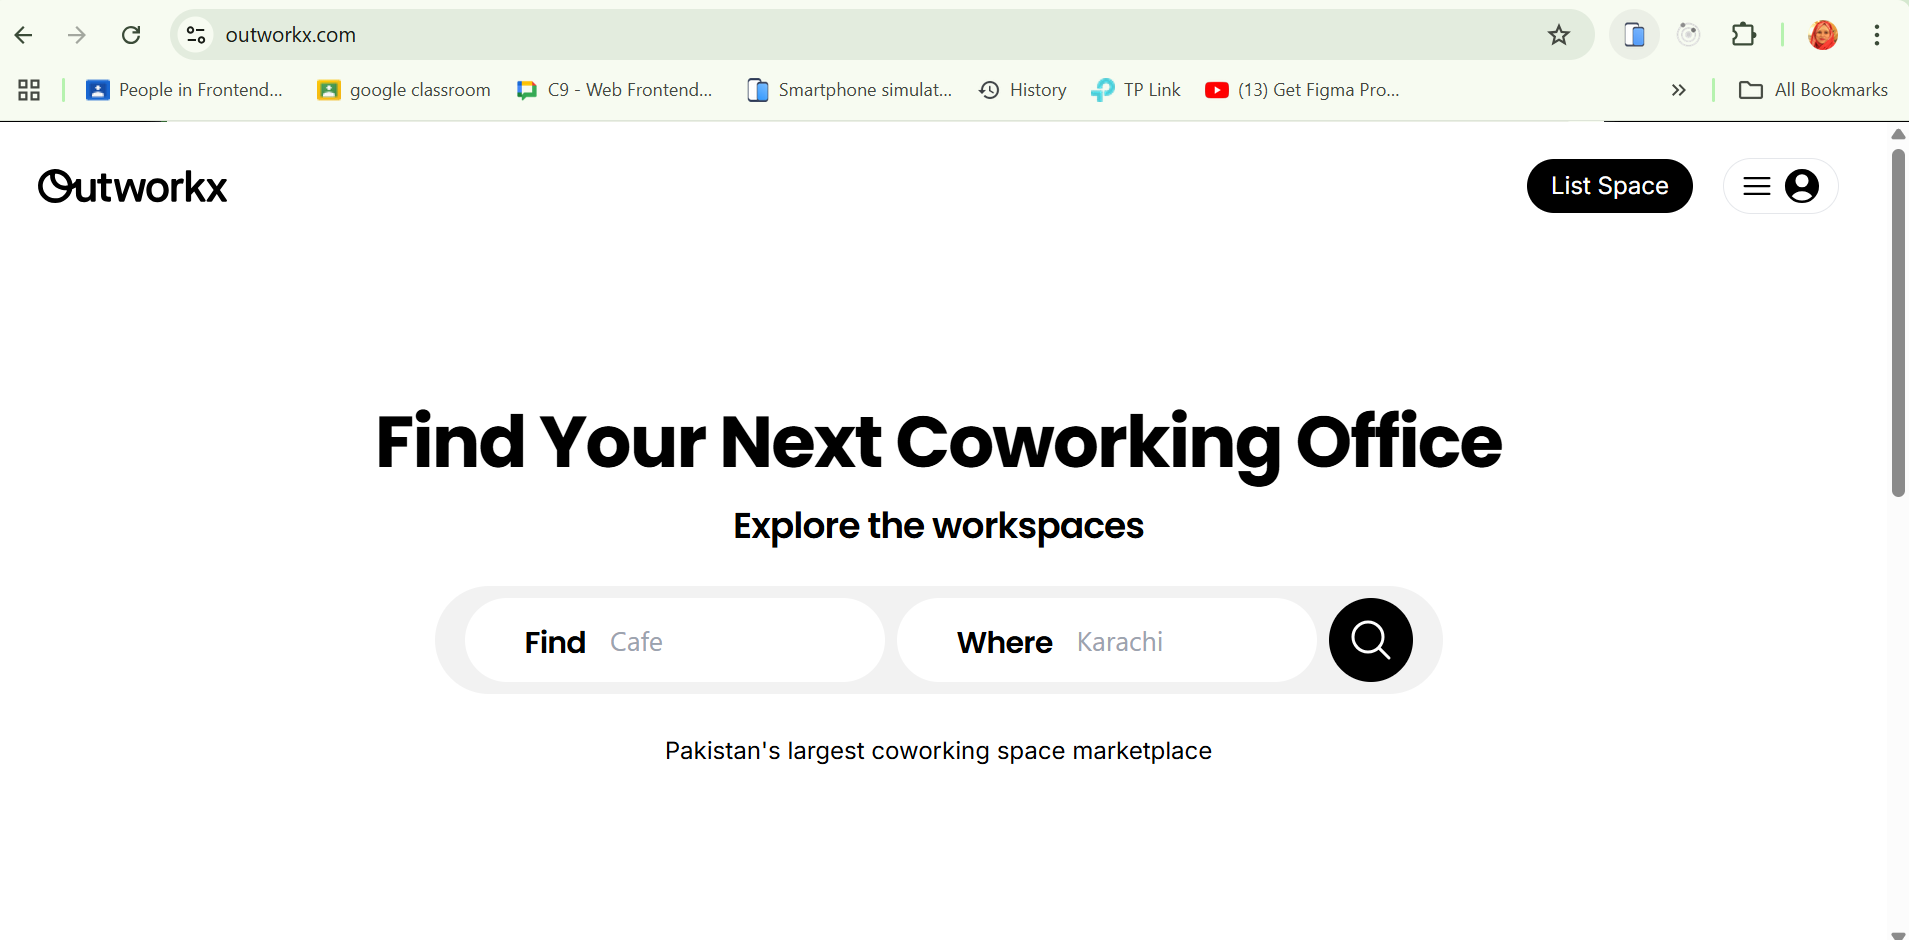 outworkx.com
People in Frontend...
google classroom
C9 - Web Frontend...
Smartphone simulat...
History
TP Link
(13) Get Figma Pro...
All Bookmarks
Outworkx
List Space
Find Your Next Coworking Office
Explore the workspaces
Find Cafe
Where Karachi
Pakistan's largest coworking space marketplace